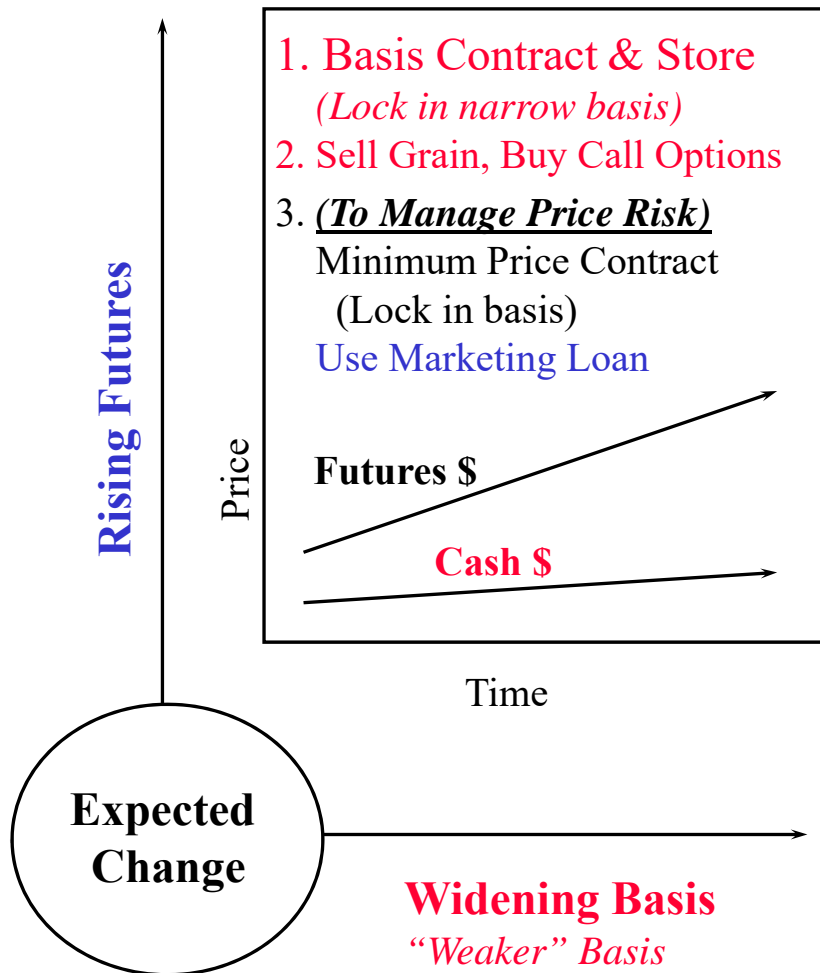 1. Basis Contract & Store
(Lock in narrow basis)
2. Sell Grain, Buy Call Options
3. (To Manage Price Risk)
Minimum Price Contract
(Lock in basis)
Use Marketing Loan
Rising Futures
Price
Futures $
Cash $
Time
Expected
Change
Widening Basis
“Weaker” Basis